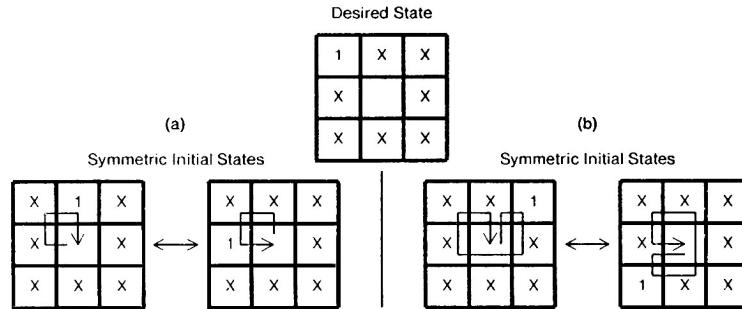 Desired State
1 X X
X X
X X X
(a)
(b)
Symmetric Initial States
Symmetric Initial States
X 1 X
X X
X X X
X X X
1 X
X X X
X X 1
X X
X X X
X X X
X X
1 X X